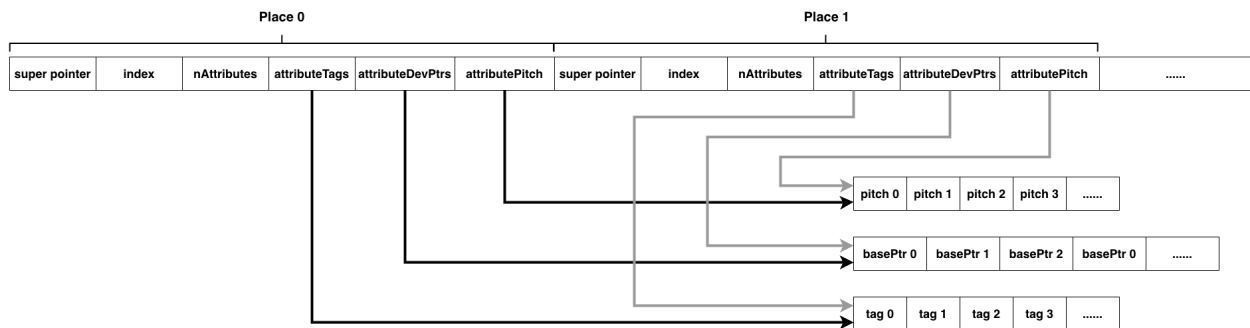 Place 0 Place 1
super pointer index nAttributes attributeTags attributeDevPtrs attributePitch super pointer index nAttributes attributeTags attributeDevPtrs attributePitch ......
pitch 0 pitch 1 pitch 2 pitch 3 ......
basePtr 0 basePtr 1 basePtr 2 basePtr 0 ......
tag 0 tag 1 tag 2 tag 3 ......